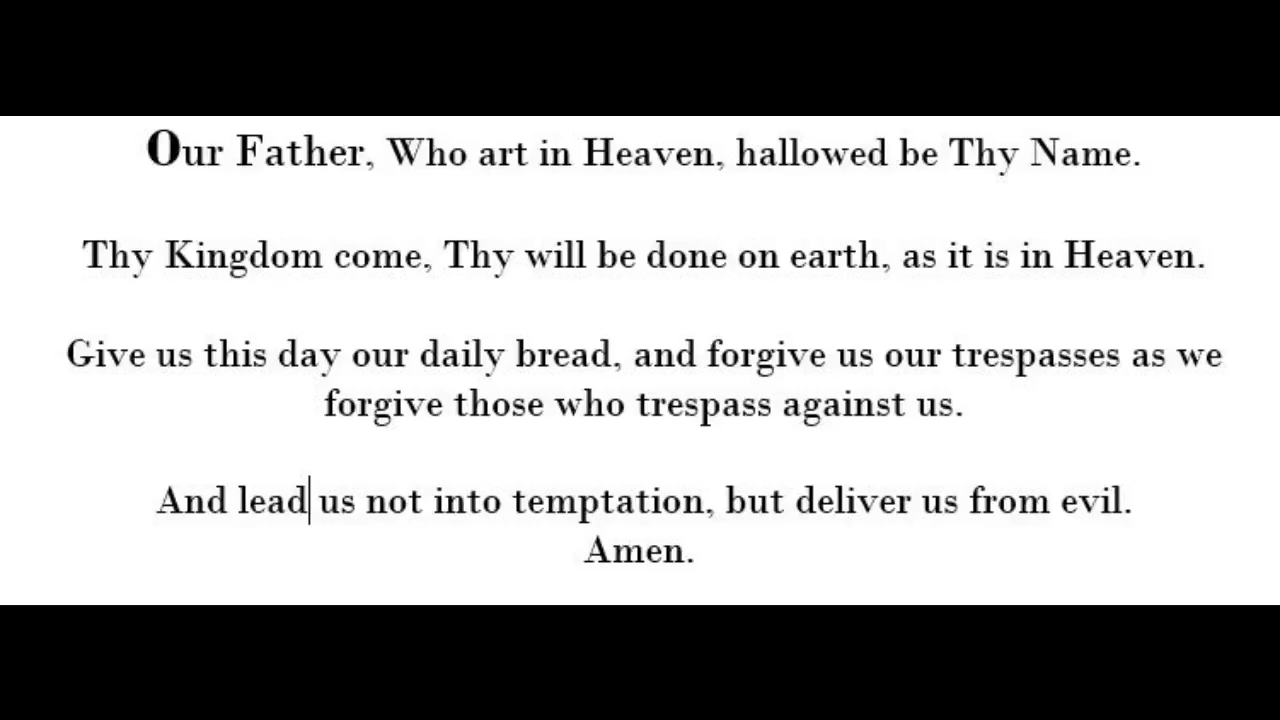 Our Father, Who art in Heaven, hallowed be Thy Name.
Thy Kingdom come, Thy will be done on earth, as it is in Heaven.
Give us this day our daily bread, and forgive us our trespasses as we
forgive those who trespass against us.
And lead us not into temptation, but deliver us from evil.
Amen.